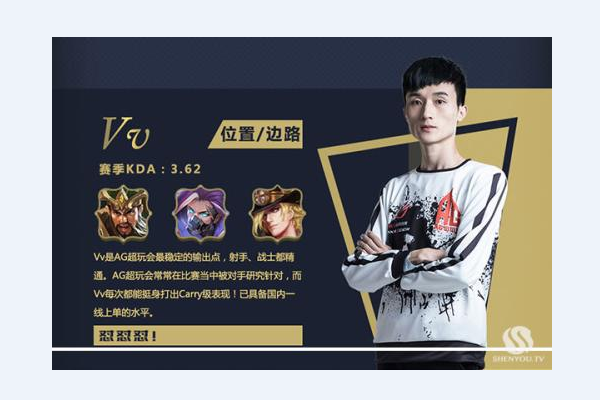 Vv
位置/边路
赛季KDA：3.62
Vv是AG超玩会最稳定的输出点，射手、战士都精
通。AG超玩会常常在比赛当中被对手研究针对，而
Vv每次都能挺身打出Carry级表现！已具备国内一
线上单的水平。
怼怼怼！
SHENYOU.TV